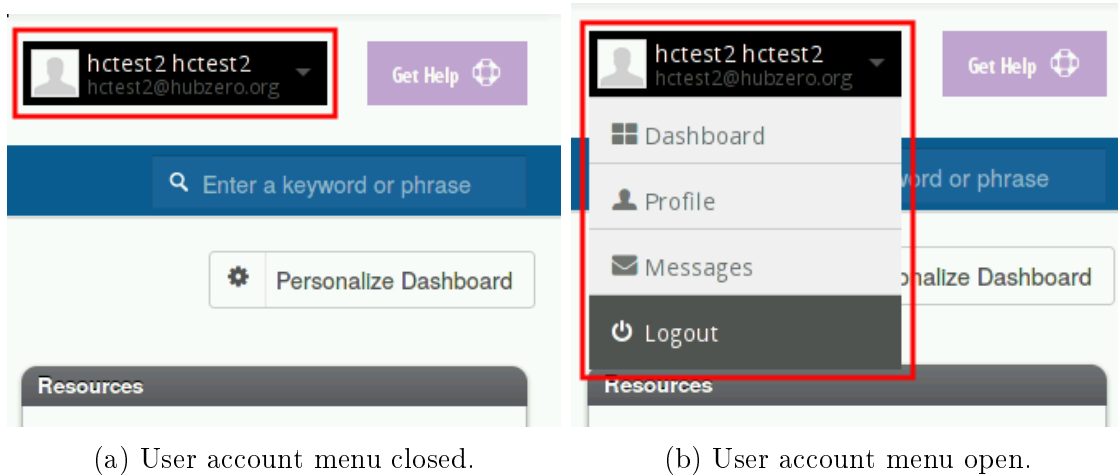 hctest2 hctest2
hctest2@hubzero.org
Get Help
Enter a keyword or phrase
Personalize Dashboard
Resources
(a) User account menu closed.
hctest2 hctest2
hctest2@hubzero.org
Get Help
Dashboard
word or phrase
Profile
Messages
nalize Dashboard
Logout
Resources
(b) User account menu open.